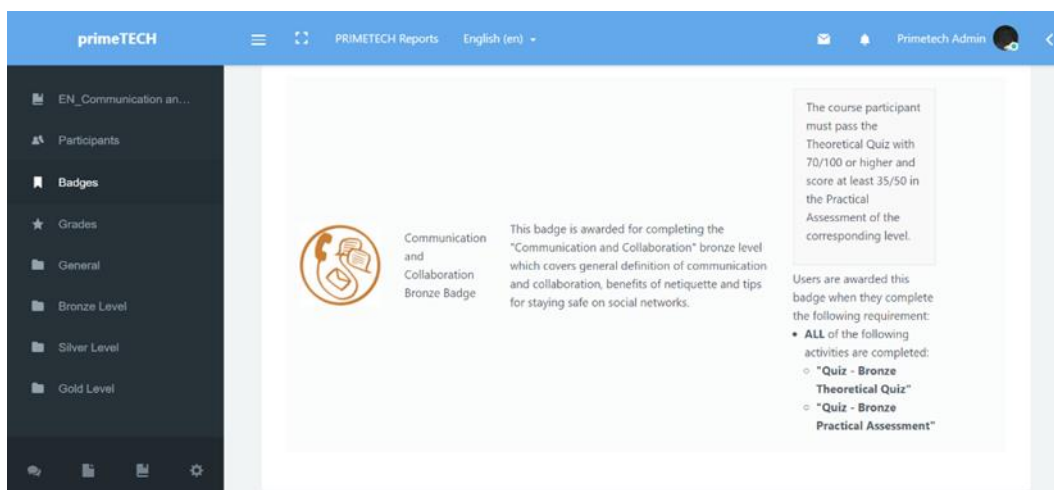 primeTECH
PRIMETECH Reports
English (en)
Primetech Admin
EN_Communication an...
Participants
Badges
Grades
General
Bronze Level
Silver Level
Gold Level
Communication
and
Collaboration
Bronze Badge
This badge is awarded for completing the
"Communication and Collaboration" bronze level
which covers general definition of communication
and collaboration, benefits of netiquette and tips
for staying safe on social networks.
The course participant
must pass the
Theoretical Quiz with
70/100 or higher and
score at least 35/50 in
the Practical
Assessment of the
corresponding level.
Users are awarded this
badge when they complete
the following requirement:
• ALL of the following
activities are completed:
○ "Quiz - Bronze
Theoretical Quiz"
○ "Quiz - Bronze
Practical Assessment"